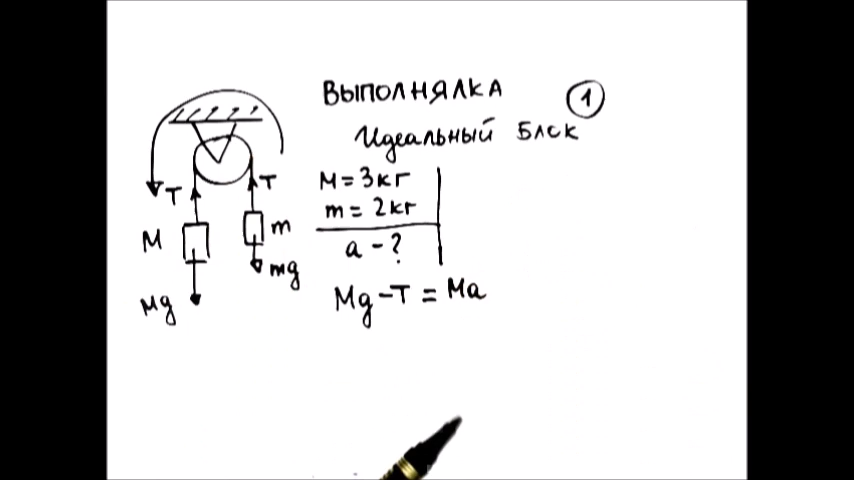 ВЫПОЛНЯЛКА
1
Идеальный БЛОК
M = 3кг
m = 2кг
a - ?
Mg - T = Ma
T
T
M
m
mg
Mg